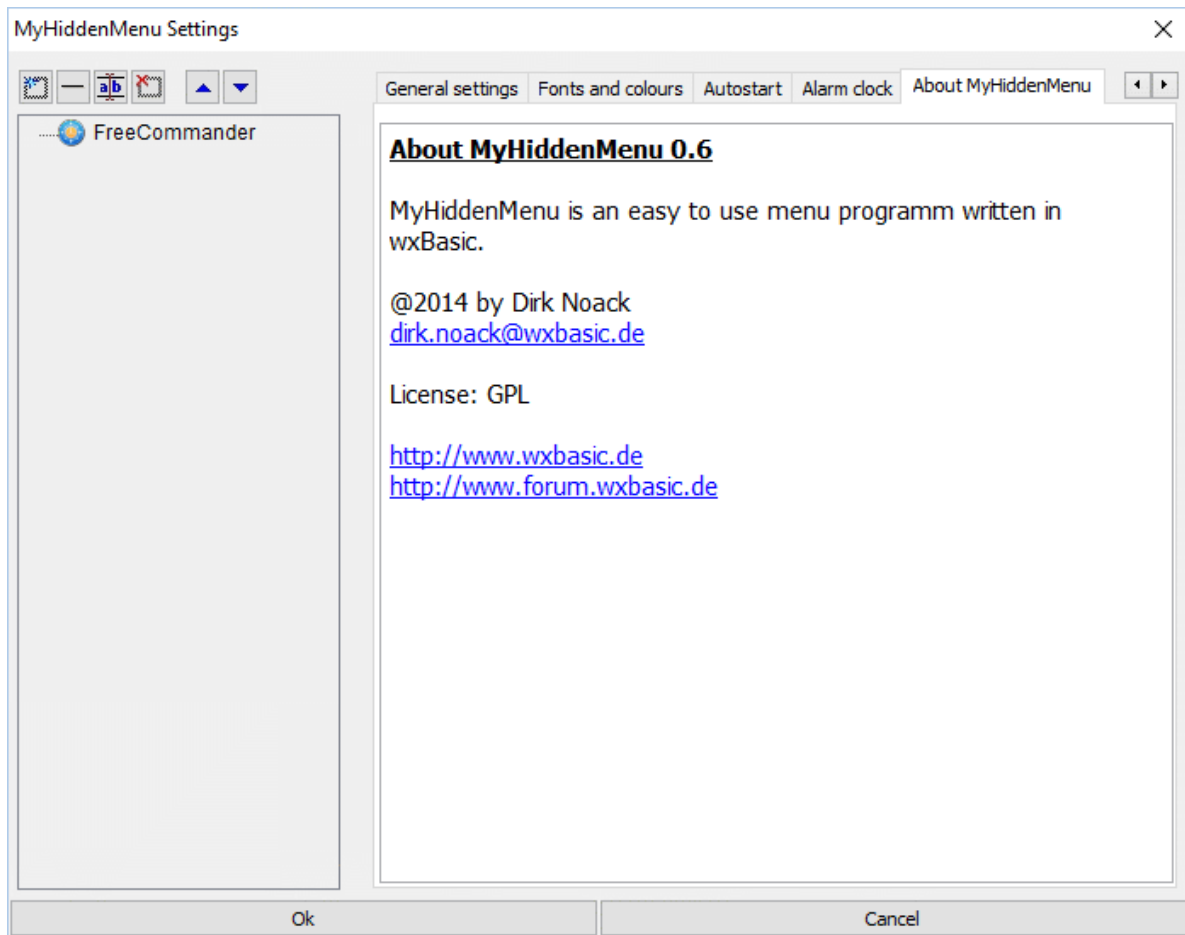 MyHiddenMenu Settings
ab
General settings Fonts and colours Autostart Alarm clock About MyHiddenMenu
FreeCommander
About MyHiddenMenu 0.6
MyHiddenMenu is an easy to use menu programm written in
wxBasic.
@2014 by Dirk Noack
dirk.noack@wxbasic.de
License: GPL
http://www.wxbasic.de
http://www.forum.wxbasic.de
Ok Cancel